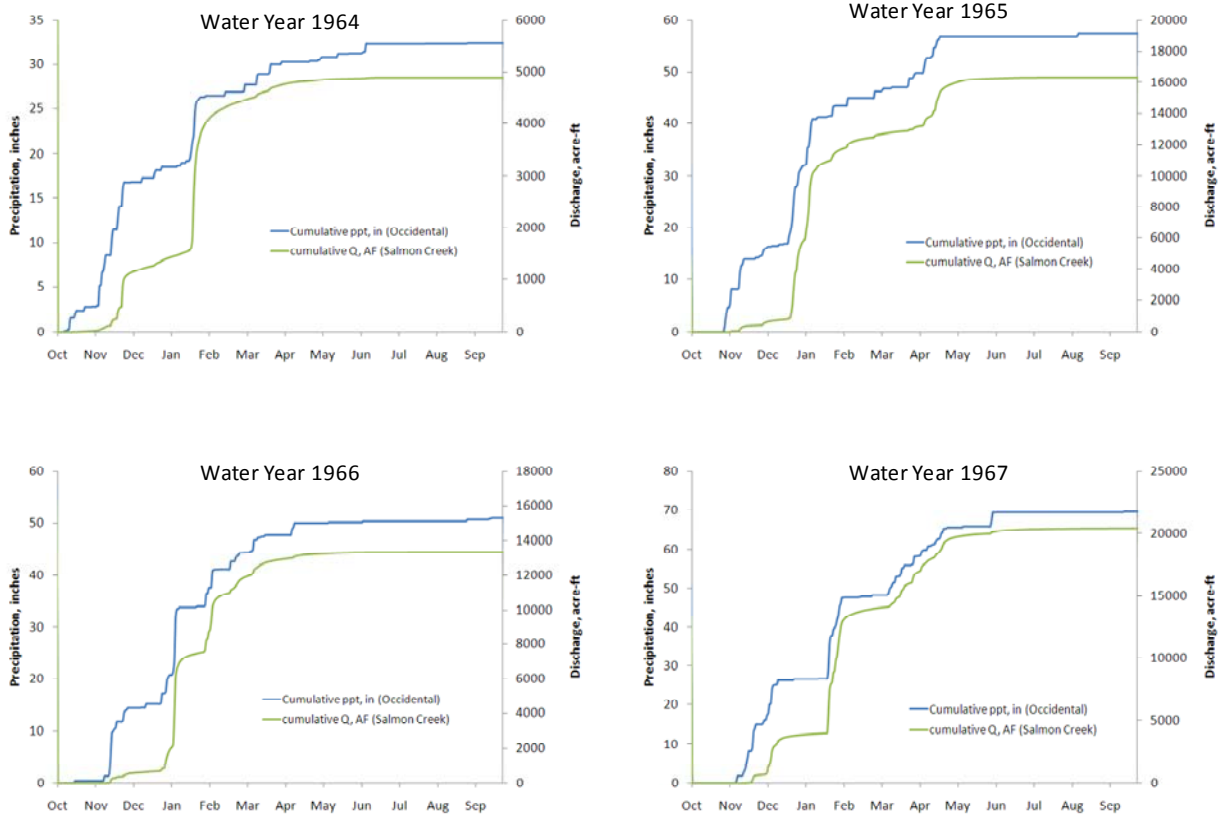 Water Year 1964
35
30
25
20
15
10
5
0
Precipitation, inches
6000
5000
4000
3000
2000
1000
0
Discharge, acre-ft
Cumulative ppt, in (Occidental)
cumulative Q, AF (Salmon Creek)
Oct Nov Dec Jan Feb Mar Apr May Jun Jul Aug Sep
Water Year 1965
60
50
40
30
20
10
0
Precipitation, inches
20000
18000
16000
14000
12000
10000
8000
6000
4000
2000
0
Discharge, acre-ft
Cumulative ppt, in (Occidental)
cumulative Q, AF (Salmon Creek)
Oct Nov Dec Jan Feb Mar Apr May Jun Jul Aug Sep
Water Year 1966
60
50
40
30
20
10
0
Precipitation, inches
18000
16000
14000
12000
10000
8000
6000
4000
2000
0
Discharge, acre-ft
Cumulative ppt, in (Occidental)
cumulative Q, AF (Salmon Creek)
Oct Nov Dec Jan Feb Mar Apr May Jun Jul Aug Sep
Water Year 1967
80
70
60
50
40
30
20
10
0
Precipitation, inches
25000
20000
15000
10000
5000
0
Discharge, acre-ft
Cumulative ppt, in (Occidental)
cumulative Q, AF (Salmon Creek)
Oct Nov Dec Jan Feb Mar Apr May Jun Jul Aug Sep